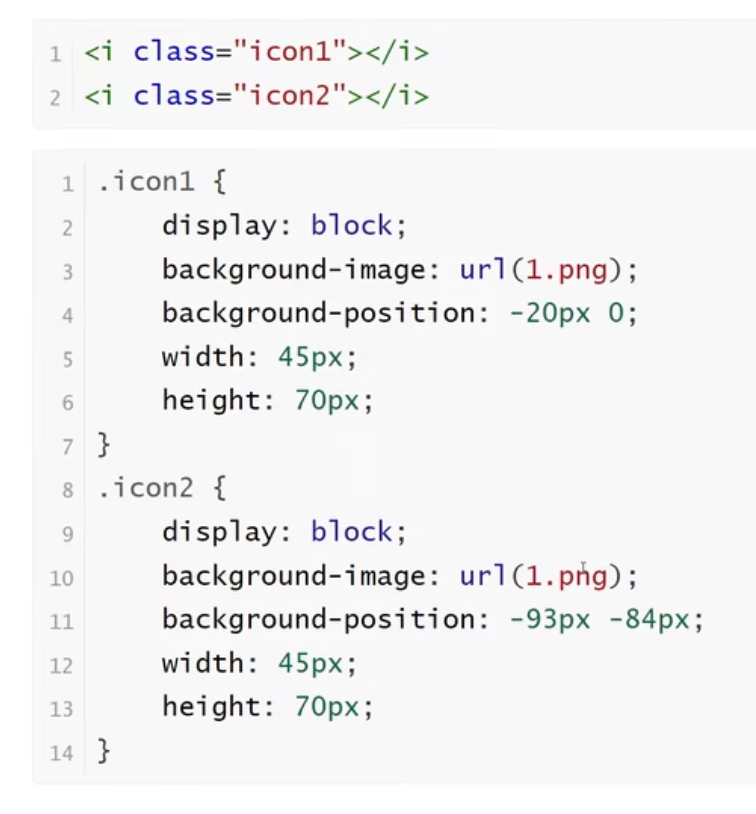 1 <i class="icon1"></i>
2 <i class="icon2"></i>
1 .icon1 {
2     display: block;
3     background-image: url(1.png);
4     background-position: -20px 0;
5     width: 45px;
6     height: 70px;
7 }
8 .icon2 {
9     display: block;
10     background-image: url(1.png);
11     background-position: -93px -84px;
12     width: 45px;
13     height: 70px;
14 }